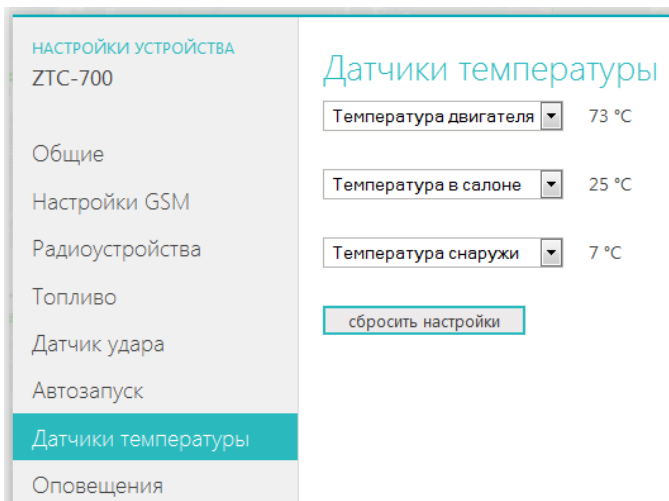 НАСТРОЙКИ УСТРОЙСТВА
ZTC-700
Общие
Настройки GSM
Радиоустройства
Топливо
Датчик удара
Автозапуск
Датчики температуры
Оповещения
Датчики температуры
Температура двигателя 73 °C
Температура в салоне 25 °C
Температура снаружи 7 °C
сбросить настройки